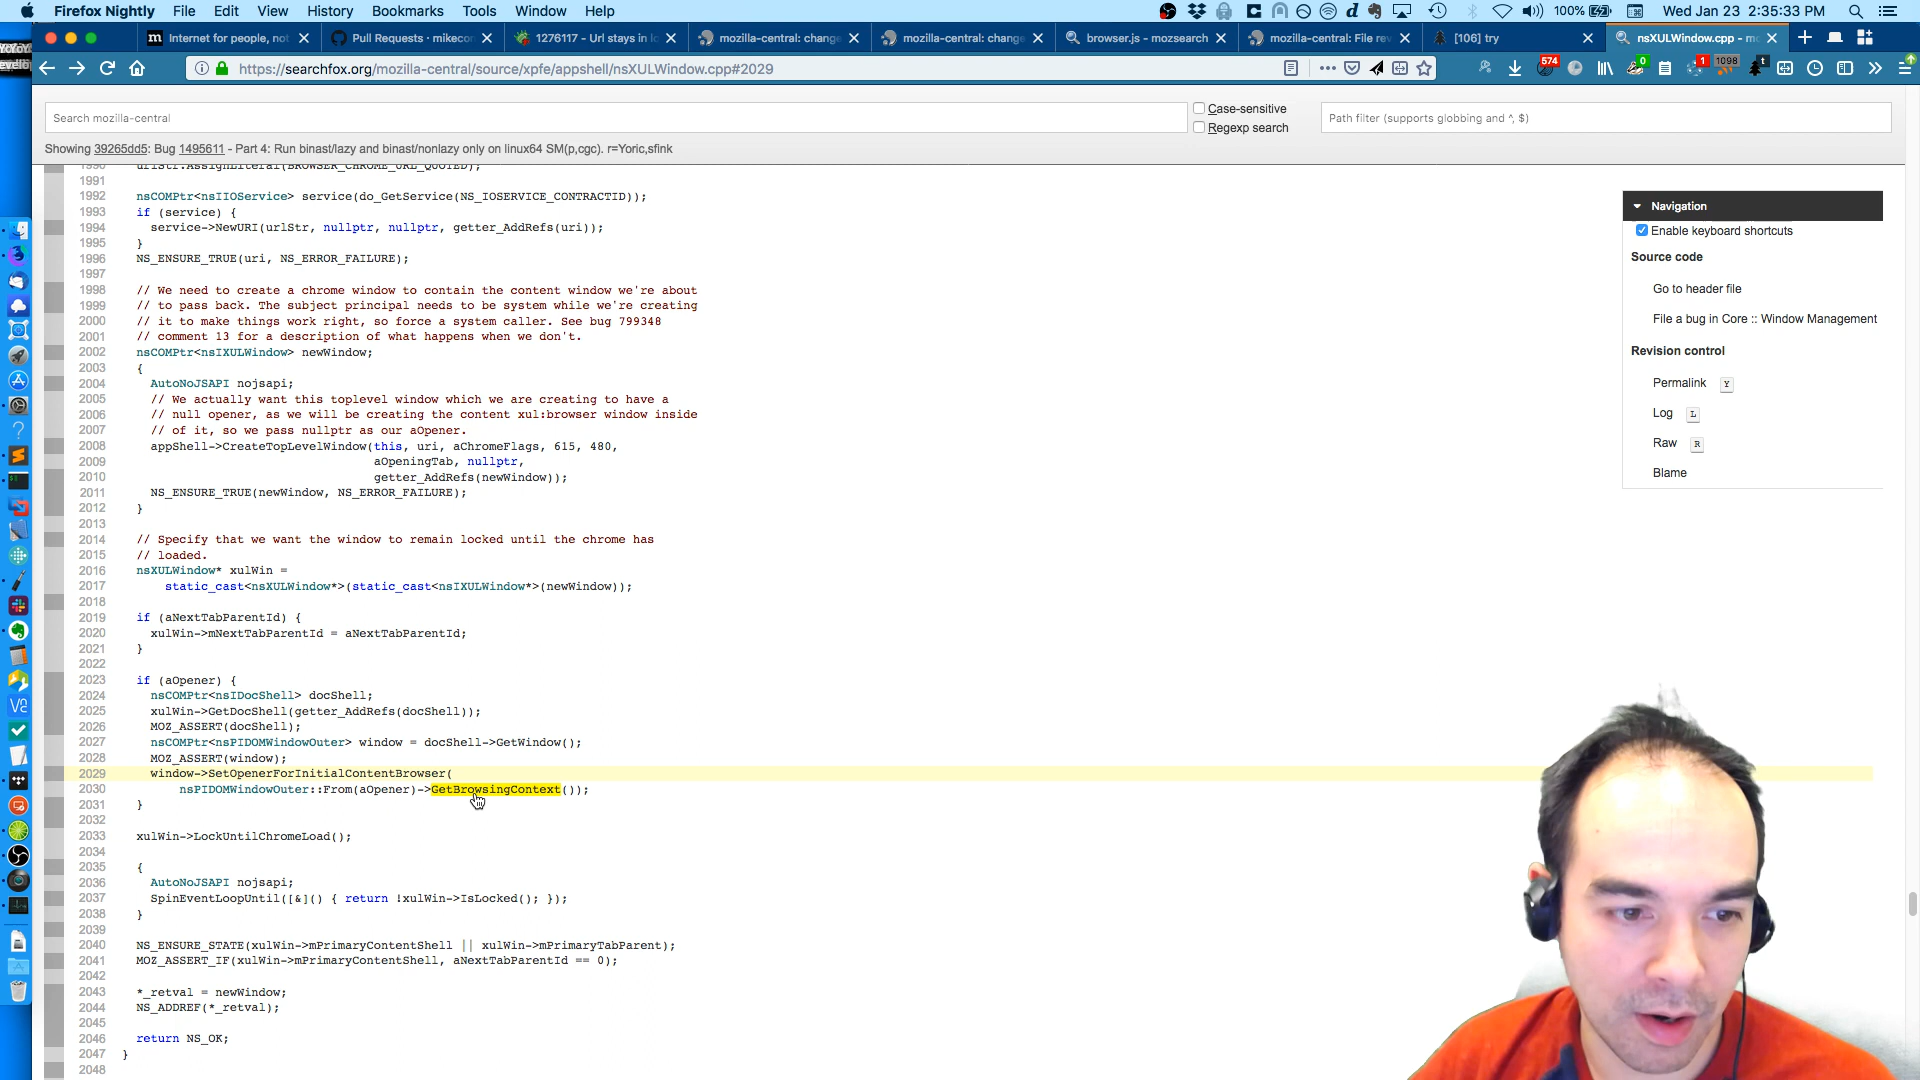 Firefox Nightly File Edit View History Bookmarks Tools Window Help 100% Wed Jan 23 2:35:33 PM
Internet for people, not
Pull Requests · mikecon
1276117 - Url stays in lo
mozilla-central: change
mozilla-central: change
browser.js - mozsearch
mozilla-central: File rev
[106] try
nsXULWindow.cpp - mo
https://searchfox.org/mozilla-central/source/xpfe/appshell/nsXULWindow.cpp#2029
574
0
1
1098
Search mozilla-central
Case-sensitive
Regexp search
Path filter (supports globbing and ^, $)
Showing 39265dd5: Bug 1495611 - Part 4: Run binast/lazy and binast/nonlazy only on linux64 SM(p,cgc). r=Yoric,sfink
1990 urlStr.AssignLiteral(BROWSER_CHROME_URL_QUOTED);
1991
1992 nsCOMPtr<nsIIOService> service(do_GetService(NS_IOSERVICE_CONTRACTID));
1993 if (service) {
1994 service->NewURI(urlStr, nullptr, nullptr, getter_AddRefs(uri));
1995 }
1996 NS_ENSURE_TRUE(uri, NS_ERROR_FAILURE);
1997
1998 // We need to create a chrome window to contain the content window we're about
1999 // to pass back. The subject principal needs to be system while we're creating
2000 // it to make things work right, so force a system caller. See bug 799348
2001 // comment 13 for a description of what happens when we don't.
2002 nsCOMPtr<nsIXULWindow> newWindow;
2003 {
2004 AutoNoJSAPI nojsapi;
2005 // We actually want this toplevel window which we are creating to have a
2006 // null opener, as we will be creating the content xul:browser window inside
2007 // of it, so we pass nullptr as our aOpener.
2008 appShell->CreateTopLevelWindow(this, uri, aChromeFlags, 615, 480,
2009 aOpeningTab, nullptr,
2010 getter_AddRefs(newWindow));
2011 NS_ENSURE_TRUE(newWindow, NS_ERROR_FAILURE);
2012 }
2013
2014 // Specify that we want the window to remain locked until the chrome has
2015 // loaded.
2016 nsXULWindow* xulWin =
2017 static_cast<nsXULWindow*>(static_cast<nsIXULWindow*>(newWindow));
2018
2019 if (aNextTabParentId) {
2020 xulWin->mNextTabParentId = aNextTabParentId;
2021 }
2022
2023 if (aOpener) {
2024 nsCOMPtr<nsIDocShell> docShell;
2025 xulWin->GetDocShell(getter_AddRefs(docShell));
2026 MOZ_ASSERT(docShell);
2027 nsCOMPtr<nsPIDOMWindowOuter> window = docShell->GetWindow();
2028 MOZ_ASSERT(window);
2029 window->SetOpenerForInitialContentBrowser(
2030 nsPIDOMWindowOuter::From(aOpener)->GetBrowsingContext());
2031 }
2032
2033 xulWin->LockUntilChromeLoad();
2034
2035 {
2036 AutoNoJSAPI nojsapi;
2037 SpinEventLoopUntil([&]() { return !xulWin->IsLocked(); });
2038 }
2039
2040 NS_ENSURE_STATE(xulWin->mPrimaryContentShell || xulWin->mPrimaryTabParent);
2041 MOZ_ASSERT_IF(xulWin->mPrimaryContentShell, aNextTabParentId == 0);
2042
2043 *_retval = newWindow;
2044 NS_ADDREF(*_retval);
2045
2046 return NS_OK;
2047 }
2048
Navigation
Enable keyboard shortcuts
Source code
Go to header file
File a bug in Core :: Window Management
Revision control
Permalink Y
Log L
Raw R
Blame